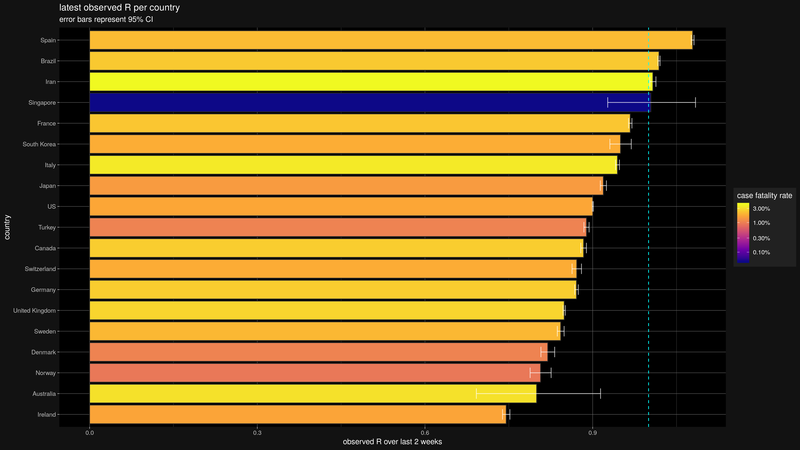 latest observed R per country
error bars represent 95% CI
Spain
Brazil
Iran
Singapore
France
South Korea
Italy
Japan
US
Turkey
Canada
Switzerland
Germany
United Kingdom
Sweden
Denmark
Norway
Australia
Ireland
country
0.0 0.3 0.6 0.9
observed R over last 2 weeks
case fatality rate
3.00%
1.00%
0.30%
0.10%